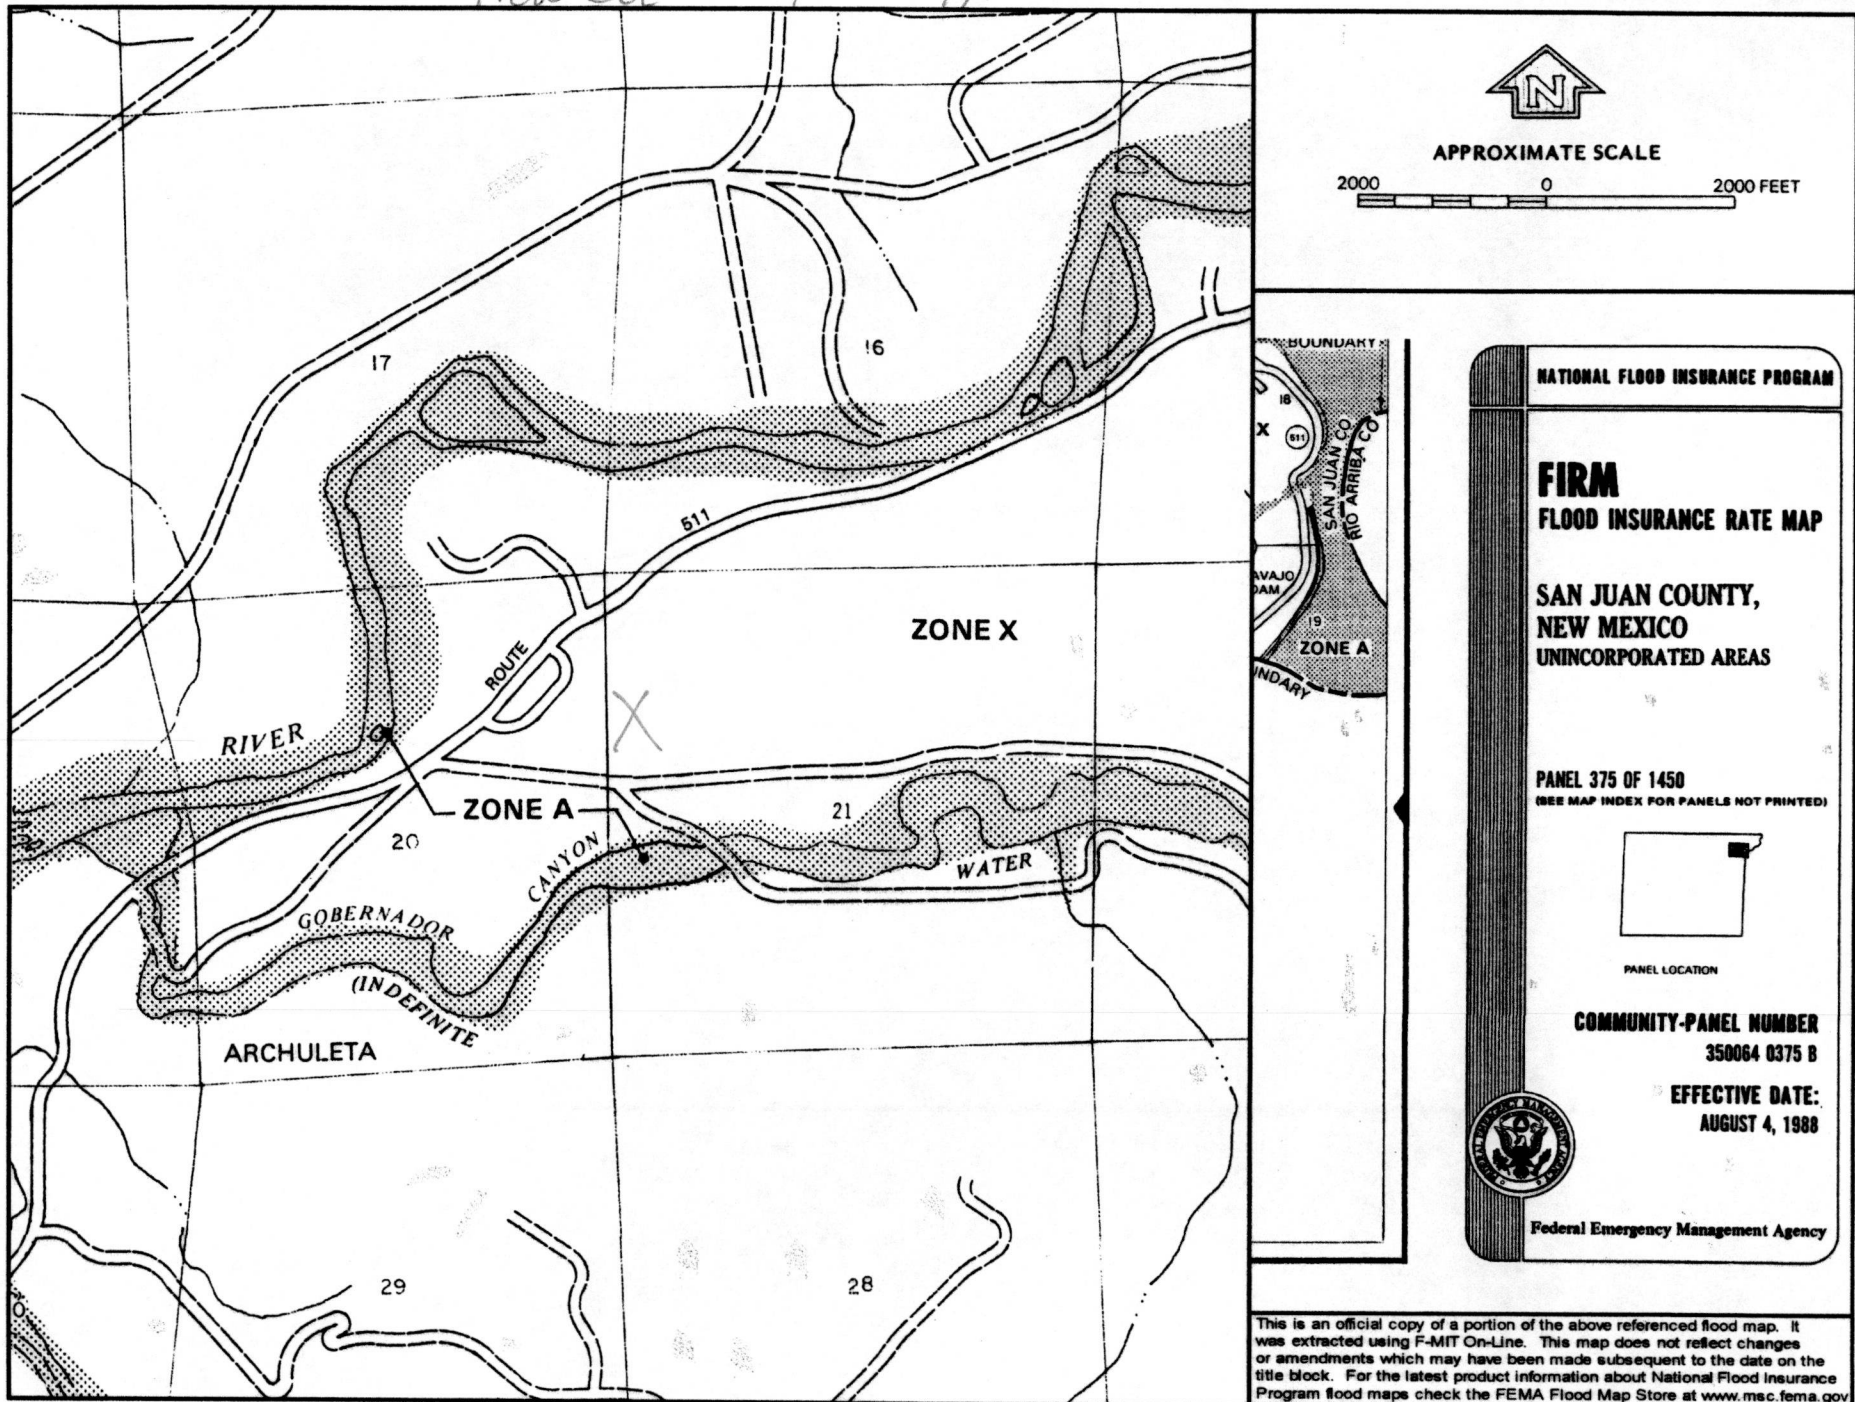 APPROXIMATE SCALE
2000 0 2000 FEET
N
17
16
511
ROUTE
ZONE X
RIVER
ZONE A
20
21
CANYON
WATER
GOBERNADOR
(INDEFINITE
ARCHULETA
29
28
X
BOUNDARY
18
X
511
SAN JUAN CO
RIO ARRIBA CO
AVAJO
DAM
19
ZONE A
NDARY
NATIONAL FLOOD INSURANCE PROGRAM
FIRM
FLOOD INSURANCE RATE MAP
SAN JUAN COUNTY,
NEW MEXICO
UNINCORPORATED AREAS
PANEL 375 OF 1450
(SEE MAP INDEX FOR PANELS NOT PRINTED)
PANEL LOCATION
COMMUNITY-PANEL NUMBER
350064 0375 B
EFFECTIVE DATE:
AUGUST 4, 1988
FEDERAL EMERGENCY MANAGEMENT AGENCY
Federal Emergency Management Agency
This is an official copy of a portion of the above referenced flood map. It
was extracted using F-MIT On-Line. This map does not reflect changes
or amendments which may have been made subsequent to the date on the
title block. For the latest product information about National Flood Insurance
Program flood maps check the FEMA Flood Map Store at www.msc.fema.gov